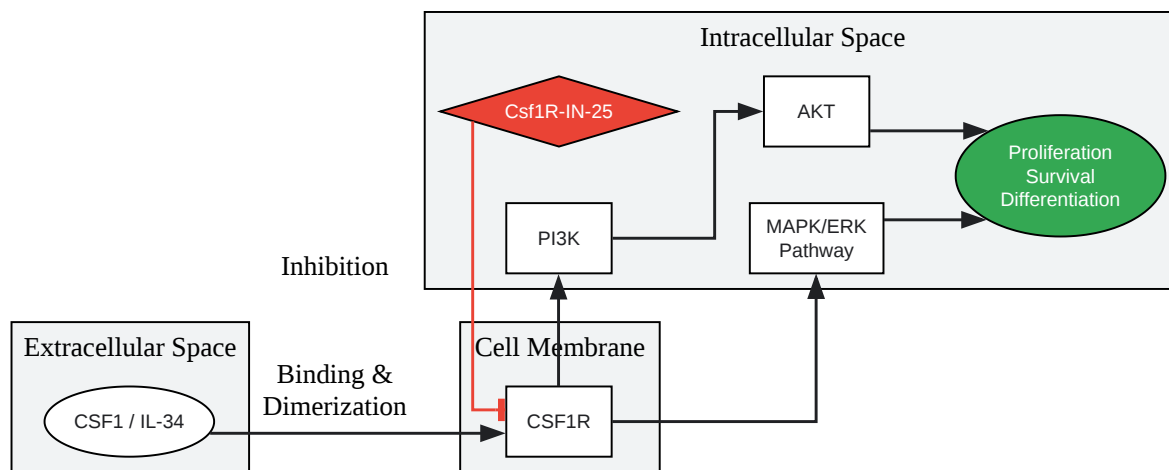 Intracellular Space
Csf1R-IN-25
AKT
Proliferation
Survival
Differentiation
PI3K
MAPK/ERK
Pathway
Inhibition
Extracellular Space
Cell Membrane
Binding &
Dimerization
CSF1 / IL-34
CSF1R